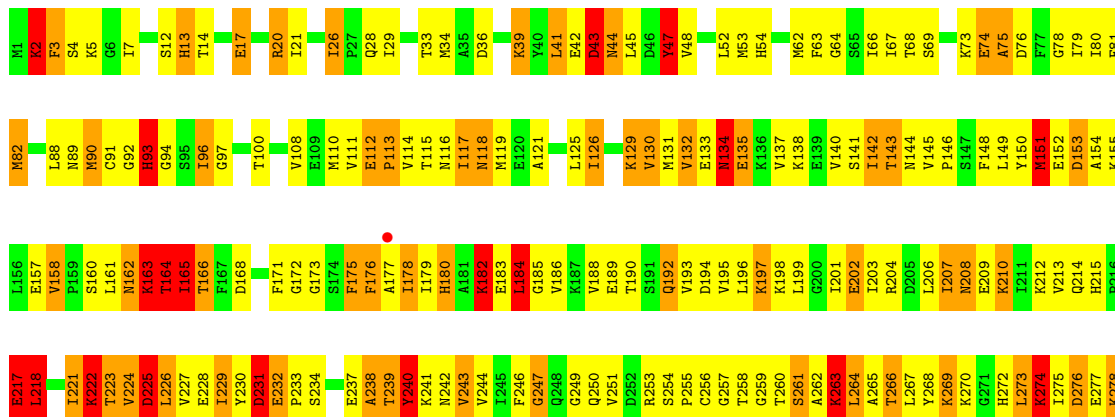 M1 K2 F3 S4 K5 G6 I7 S12 H13 T14 E17 R20 I21 I26 P27 Q28 I29 T33 M34 A35 D36 K39 Y40 L41 E42 D43 N44 L45 D46 Y47 V48 L52 M53 H54 M62 F63 G64 S65 I66 I67 T68 S69 K73 E74 A75 D76 F77 G78 I79 I80
M82 L88 N89 M90 C91 G92 H93 G94 S95 I96 G97 T100 V108 E109 M110 V111 E112 P113 V114 T115 N116 I117 N118 M119 E120 A121 L125 I126 K129 V130 M131 V132 E133 N134 E135 K136 V137 K138 E139 V140 S141 I142 T143 N144 V145 P146 S147 F148 L149 Y150 M151 E152 D153 A154 K155
L156 E157 V158 P159 S160 L161 N162 K163 T164 I165 T166 F167 D168 F171 G172 G173 S174 F175 F176 A177 I178 I179 H180 A181 K182 E183 L184 G185 V186 K187 V188 E189 T190 S191 Q192 V193 D194 V195 L196 K197 K198 L199 G200 I201 E202 I203 R204 D205 L206 I207 N208 E209 K210 I211 K212 V213 Q214 H215 P216
E217 L218 I221 K222 T223 V224 D225 L226 V227 E228 I229 Y230 D231 E232 P233 S234 E237 A238 T239 Y240 K241 N242 V243 V244 I245 F246 G247 Q248 G249 Q250 V251 D252 R253 S254 P255 C256 G257 T258 G259 T260 S261 A262 K263 L264 A265 T266 L267 Y268 K269 K270 G271 H272 L273 K274 I275 D276 E277